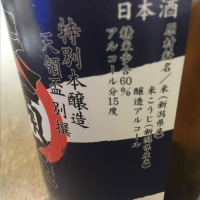 日本酒
原材料名／米(新潟県産)
米こうじ(新潟県産米)
醸造アルコール
精米歩合60%
アルコール分15度
特別本醸造
天領盃別撰